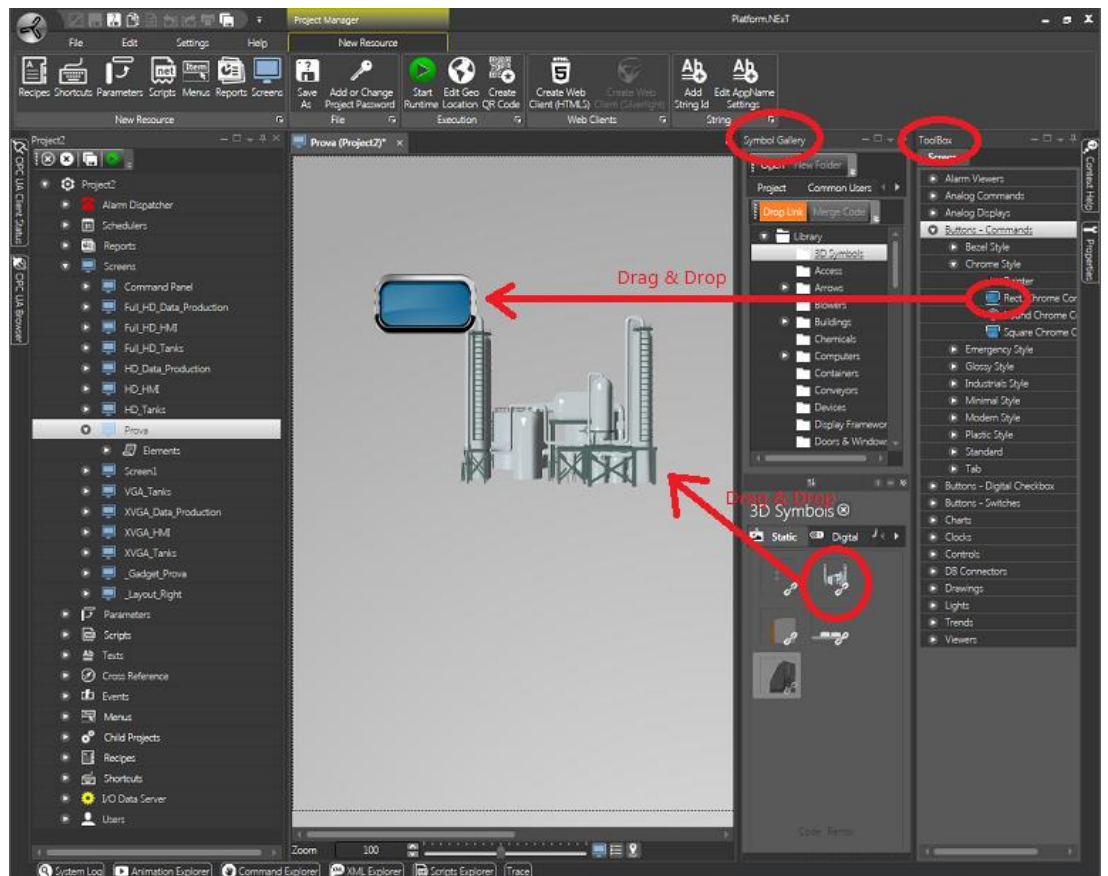 Project Manager
Platform.NExT
File Edit Settings Help
New Resource
Recipes Shortcuts Parameters Scripts Menus Reports Screens
Save As
Add or Change Project Password
Start Runtime
Edit Geo Location
Create QR Code
Create Web Client (HTML5)
Create Web Client (Silverlight)
Add String Id
Edit AppName Settings
New Resource
File
Execution
Web Clients
String
OPC UA Client Status
OPC UA Browser
Project2
Project2
Alarm Dispatcher
Schedulers
Reports
Screens
Command Panel
Full_HD_Data_Production
Full_HD_HMI
Full_HD_Tanks
HD_Data_Production
HD_HMI
HD_Tanks
Prova
Elements
Screen1
VGA_Tanks
XVGA_Data_Production
XVGA_HMI
XVGA_Tanks
_Gadget_Prova
_Layout_Right
Parameters
Scripts
Texts
Cross Reference
Events
Menus
Child Projects
Recipes
Shortcuts
I/O Data Server
Users
Prova (Project2)*
Drag & Drop
Drag & Drop
Zoom 100
Symbol Gallery
Open New Folder
Project Common Users
Drop Link Merge Code
Library
3D Symbols
Access
Arrows
Blowers
Buildings
Chemicals
Computers
Containers
Conveyors
Devices
Display Framewor
Doors & Window
3D Symbols
Static Digital
ToolBox
Alarm Viewers
Analog Commands
Analog Displays
Buttons - Commands
Bezel Style
Chrome Style
Rect Chrome Co
Square Chrome C
Emergency Style
Glossy Style
Industrials Style
Minimal Style
Modern Style
Plastic Style
Standard
Tab
Buttons - Digital Checkbox
Buttons - Switches
Charts
Clocks
Controls
DB Connectors
Drawings
Lights
Trends
Viewers
Context Help
Properties
System Log Animation Explorer Command Explorer XML Explorer Scripts Explorer Trace